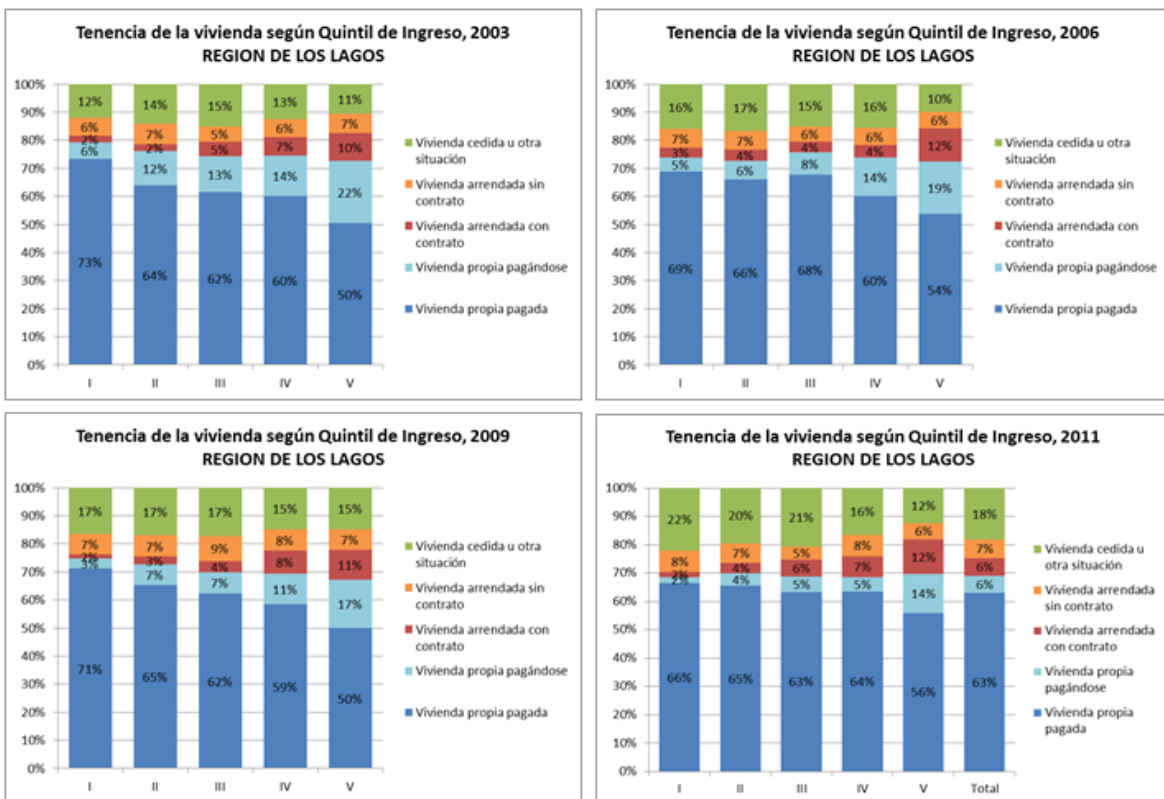 Tenencia de la vivienda según Quintil de Ingreso, 2003
REGION DE LOS LAGOS
100%
90%
80%
70%
60%
50%
40%
30%
20%
10%
0%
12% 14% 15% 13% 11%
6% 7% 5% 6% 7%
2% 2% 5% 7% 10%
6% 12% 13% 14% 22%
73% 64% 62% 60% 50%
I II III IV V
Vivienda cedida u otra
situación
Vivienda arrendada sin
contrato
Vivienda arrendada con
contrato
Vivienda propia pagándose
Vivienda propia pagada
Tenencia de la vivienda según Quintil de Ingreso, 2006
REGION DE LOS LAGOS
100%
90%
80%
70%
60%
50%
40%
30%
20%
10%
0%
16% 17% 15% 16% 10%
7% 7% 6% 6% 6%
3% 4% 4% 4% 12%
5% 6% 8% 14% 19%
69% 66% 68% 60% 54%
I II III IV V
Vivienda cedida u otra
situación
Vivienda arrendada sin
contrato
Vivienda arrendada con
contrato
Vivienda propia pagándose
Vivienda propia pagada
Tenencia de la vivienda según Quintil de Ingreso, 2009
REGION DE LOS LAGOS
100%
90%
80%
70%
60%
50%
40%
30%
20%
10%
0%
17% 17% 17% 15% 15%
7% 7% 9% 8% 7%
2% 3% 4% 8% 11%
3% 7% 7% 11% 17%
71% 65% 62% 59% 50%
I II III IV V
Vivienda cedida u otra
situación
Vivienda arrendada sin
contrato
Vivienda arrendada con
contrato
Vivienda propia pagándose
Vivienda propia pagada
Tenencia de la vivienda según Quintil de Ingreso, 2011
REGION DE LOS LAGOS
100%
90%
80%
70%
60%
50%
40%
30%
20%
10%
0%
22% 20% 21% 16% 12% 18%
8% 7% 5% 8% 6% 7%
2% 4% 6% 7% 12% 6%
2% 4% 5% 5% 14% 6%
66% 65% 63% 64% 56% 63%
I II III IV V Total
Vivienda cedida u
otra situación
Vivienda arrendada
sin contrato
Vivienda arrendada
con contrato
Vivienda propia
pagándose
Vivienda propia
pagada